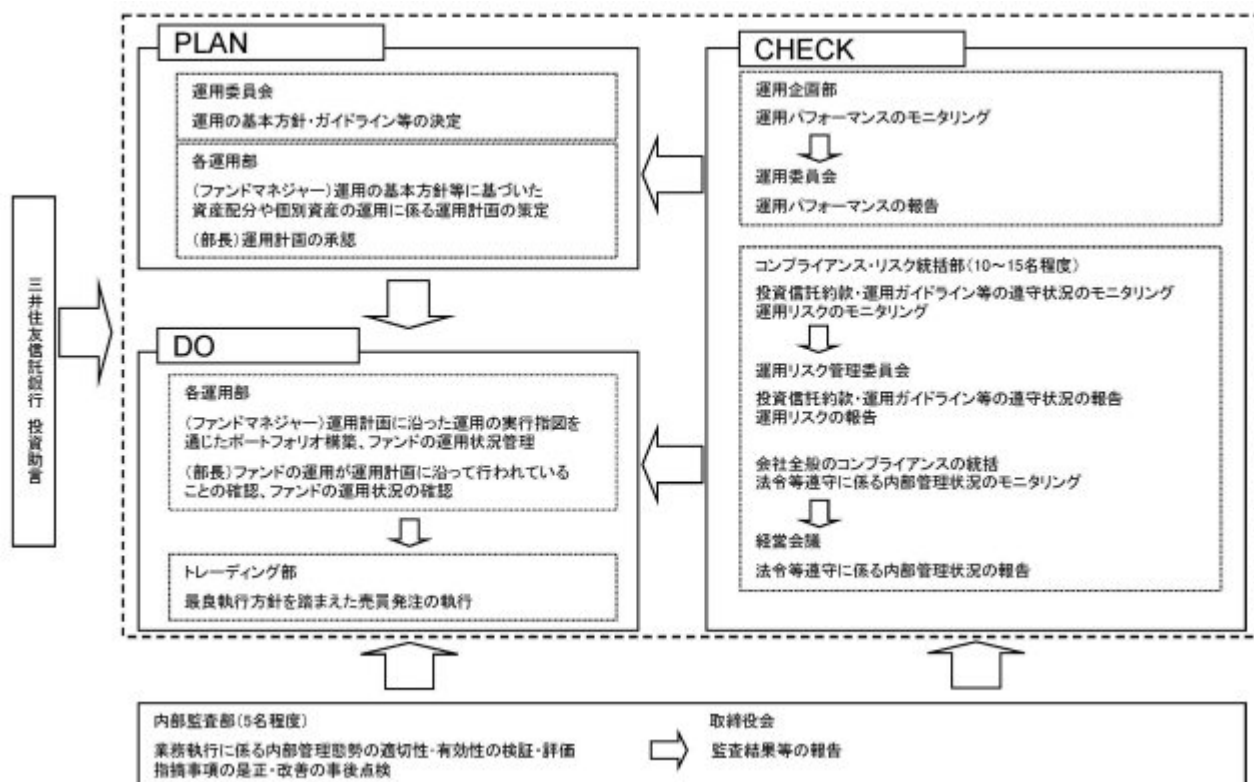 三井住友信託銀行 投資助言
PLAN
運用委員会
運用の基本方針・ガイドライン等の決定
各運用部
(ファンドマネジャー)運用の基本方針等に基づいた
資産配分や個別資産の運用に係る運用計画の策定
(部長)運用計画の承認
DO
各運用部
(ファンドマネジャー)運用計画に沿った運用の実行指図を
通じたポートフォリオ構築、ファンドの運用状況管理
(部長)ファンドの運用が運用計画に沿って行われている
ことの確認、ファンドの運用状況の確認
トレーディング部
最良執行方針を踏まえた売買発注の執行
CHECK
運用企画部
運用パフォーマンスのモニタリング
運用委員会
運用パフォーマンスの報告
コンプライアンス・リスク統括部(10～15名程度)
投資信託約款・運用ガイドライン等の遵守状況のモニタリング
運用リスクのモニタリング
運用リスク管理委員会
投資信託約款・運用ガイドライン等の遵守状況の報告
運用リスクの報告
会社全般のコンプライアンスの統括
法令等遵守に係る内部管理状況のモニタリング
経営会議
法令等遵守に係る内部管理状況の報告
内部監査部(5名程度)
業務執行に係る内部管理態勢の適切性・有効性の検証・評価
指摘事項の是正・改善の事後点検
取締役会
監査結果等の報告